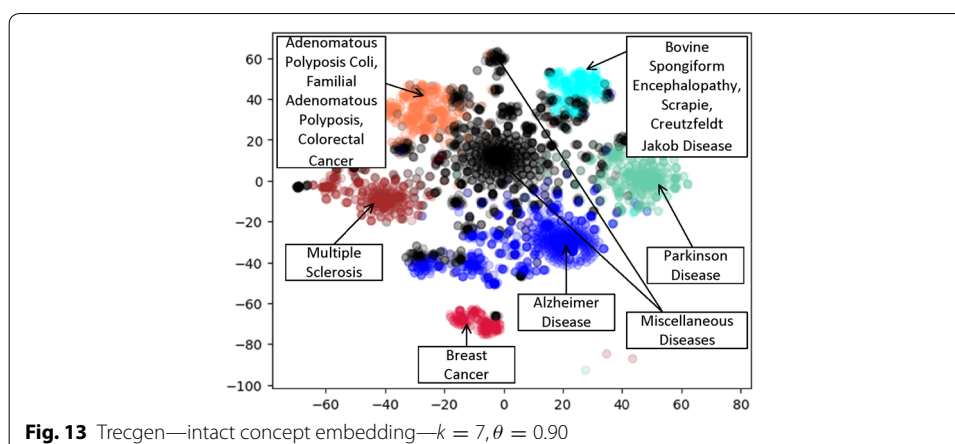 Adenomatous
Polyposis Coli,
Familial
Adenomatous
Polyposis,
Colorectal
Cancer
Bovine
Spongiform
Encephalopathy,
Scrapie,
Creutzfeldt
Jakob Disease
60
40
20
0
−20
−40
−60
−80
−100
Multiple
Sclerosis
Parkinson
Disease
Alzheimer
Disease
Miscellaneous
Diseases
Breast
Cancer
−60
−40
−20
0
20
40
60
80
Fig. 13 Trecgen—intact concept embedding—k = 7, θ = 0.90